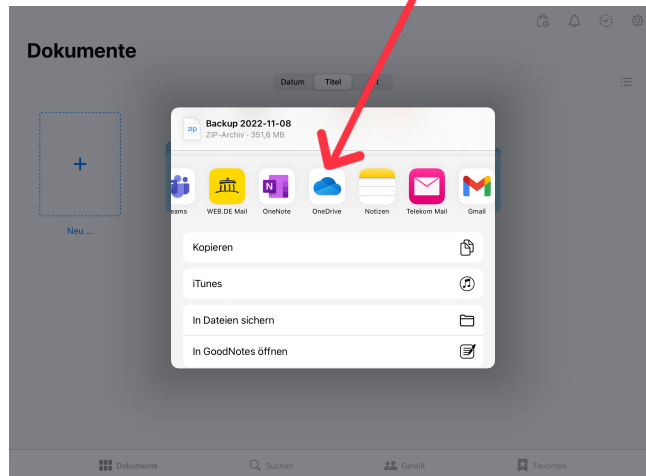 Dokumente
Datum Titel
zip Backup 2022-11-08
ZIP-Archiv · 351,6 MB
eams WEB.DE Mail OneNote OneDrive Notizen Telekom Mail Gmail
Neu ...
Kopieren
iTunes
In Dateien sichern
In GoodNotes öffnen
Dokumente Suchen Geteilt Favoriten